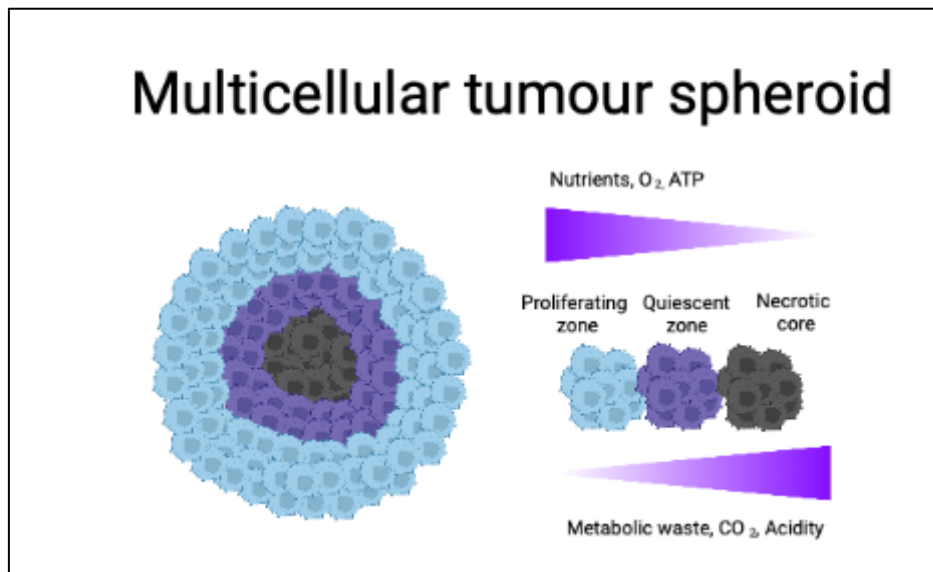 Multicellular tumour spheroid
Nutrients, O₂, ATP
Proliferating zone
Quiescent zone
Necrotic core
Metabolic waste, CO₂, Acidity